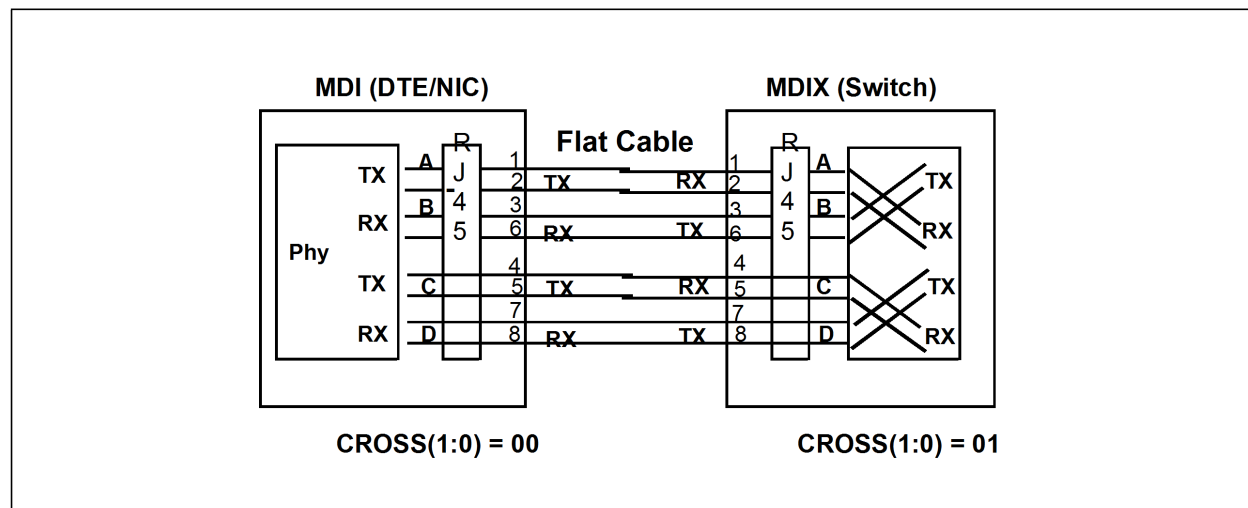 MDI (DTE/NIC)
MDIX (Switch)
Flat Cable
Phy
TX
RX
TX
RX
A
B
C
D
R
J
4
5
1
2
3
6
4
5
7
8
TX
RX
TX
RX
RX
TX
RX
TX
1
2
3
6
4
5
7
8
R
J
4
5
A
B
C
D
TX
RX
TX
RX
CROSS(1:0) = 00
CROSS(1:0) = 01